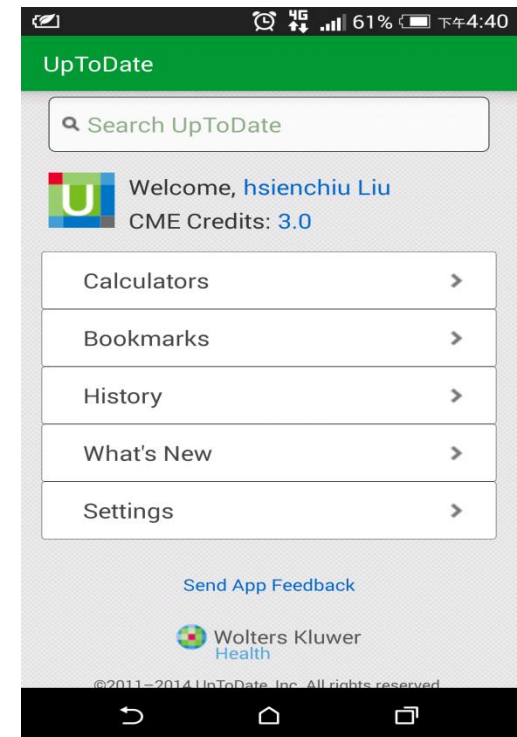 4G 61% 下午4:40
UpToDate
Search UpToDate
U
Welcome, hsienchiu Liu
CME Credits: 3.0
Calculators
Bookmarks
History
What's New
Settings
Send App Feedback
Wolters Kluwer
Health
©2011–2014 UpToDate, Inc. All rights reserved